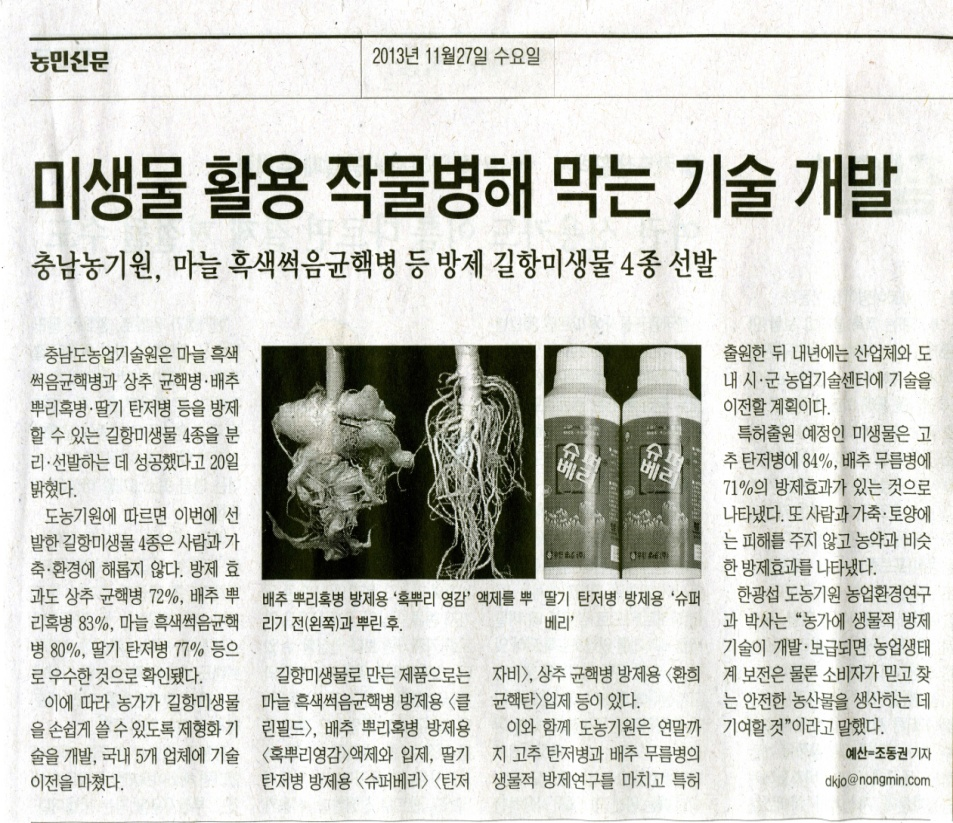 농민신문
2013년 11월27일 수요일
미생물 활용 작물병해 막는 기술 개발
충남농기원, 마늘 흑색썩음균핵병 등 방제 길항미생물 4종 선발
충남도농업기술원은 마늘 흑색
썩음균핵병과 상추 균핵병·배추
뿌리혹병·딸기 탄저병 등을 방제
할 수 있는 길항미생물 4종을 분
리·선발하는 데 성공했다고 20일
밝혔다.
도농기원에 따르면 이번에 선
발한 길항미생물 4종은 사람과 가
축·환경에 해롭지 않다. 방제 효
과도 상추 균핵병 72%, 배추 뿌
리혹병 83%, 마늘 흑색썩음균핵
병 80%, 딸기 탄저병 77% 등으
로 우수한 것으로 확인됐다.
이에 따라 농가가 길항미생물
을 손쉽게 쓸 수 있도록 제형화 기
술을 개발, 국내 5개 업체에 기술
이전을 마쳤다.
슈퍼
베리
슈퍼
베리
배추 뿌리혹병 방제용 ‘혹뿌리 영감’ 액제를 뿌
리기 전(왼쪽)과 뿌린 후.
딸기 탄저병 방제용 ‘슈퍼
베리’
길항미생물로 만든 제품으로는
마늘 흑색썩음균핵병 방제용 〈클
린필드〉, 배추 뿌리혹병 방제용
〈혹뿌리영감〉액제와 입제, 딸기
탄저병 방제용 〈슈퍼베리〉〈탄저
자비〉, 상추 균핵병 방제용 〈환희
균핵탄〉입제 등이 있다.
이와 함께 도농기원은 연말까
지 고추 탄저병과 배추 무름병의
생물적 방제연구를 마치고 특허
출원한 뒤 내년에는 산업체와 도
내 시·군 농업기술센터에 기술을
이전할 계획이다.
특허출원 예정인 미생물은 고
추 탄저병에 84%, 배추 무름병에
71%의 방제효과가 있는 것으로
나타났다. 또 사람과 가축·토양에
는 피해를 주지 않고 농약과 비슷
한 방제효과를 나타냈다.
한광섭 도농기원 농업환경연구
과 박사는 “농가에 생물적 방제
기술이 개발·보급되면 농업생태
계 보전은 물론 소비자가 믿고 찾
는 안전한 농산물을 생산하는 데
기여할 것”이라고 말했다.
예산=조동권 기자
dkjo@nongmin.com